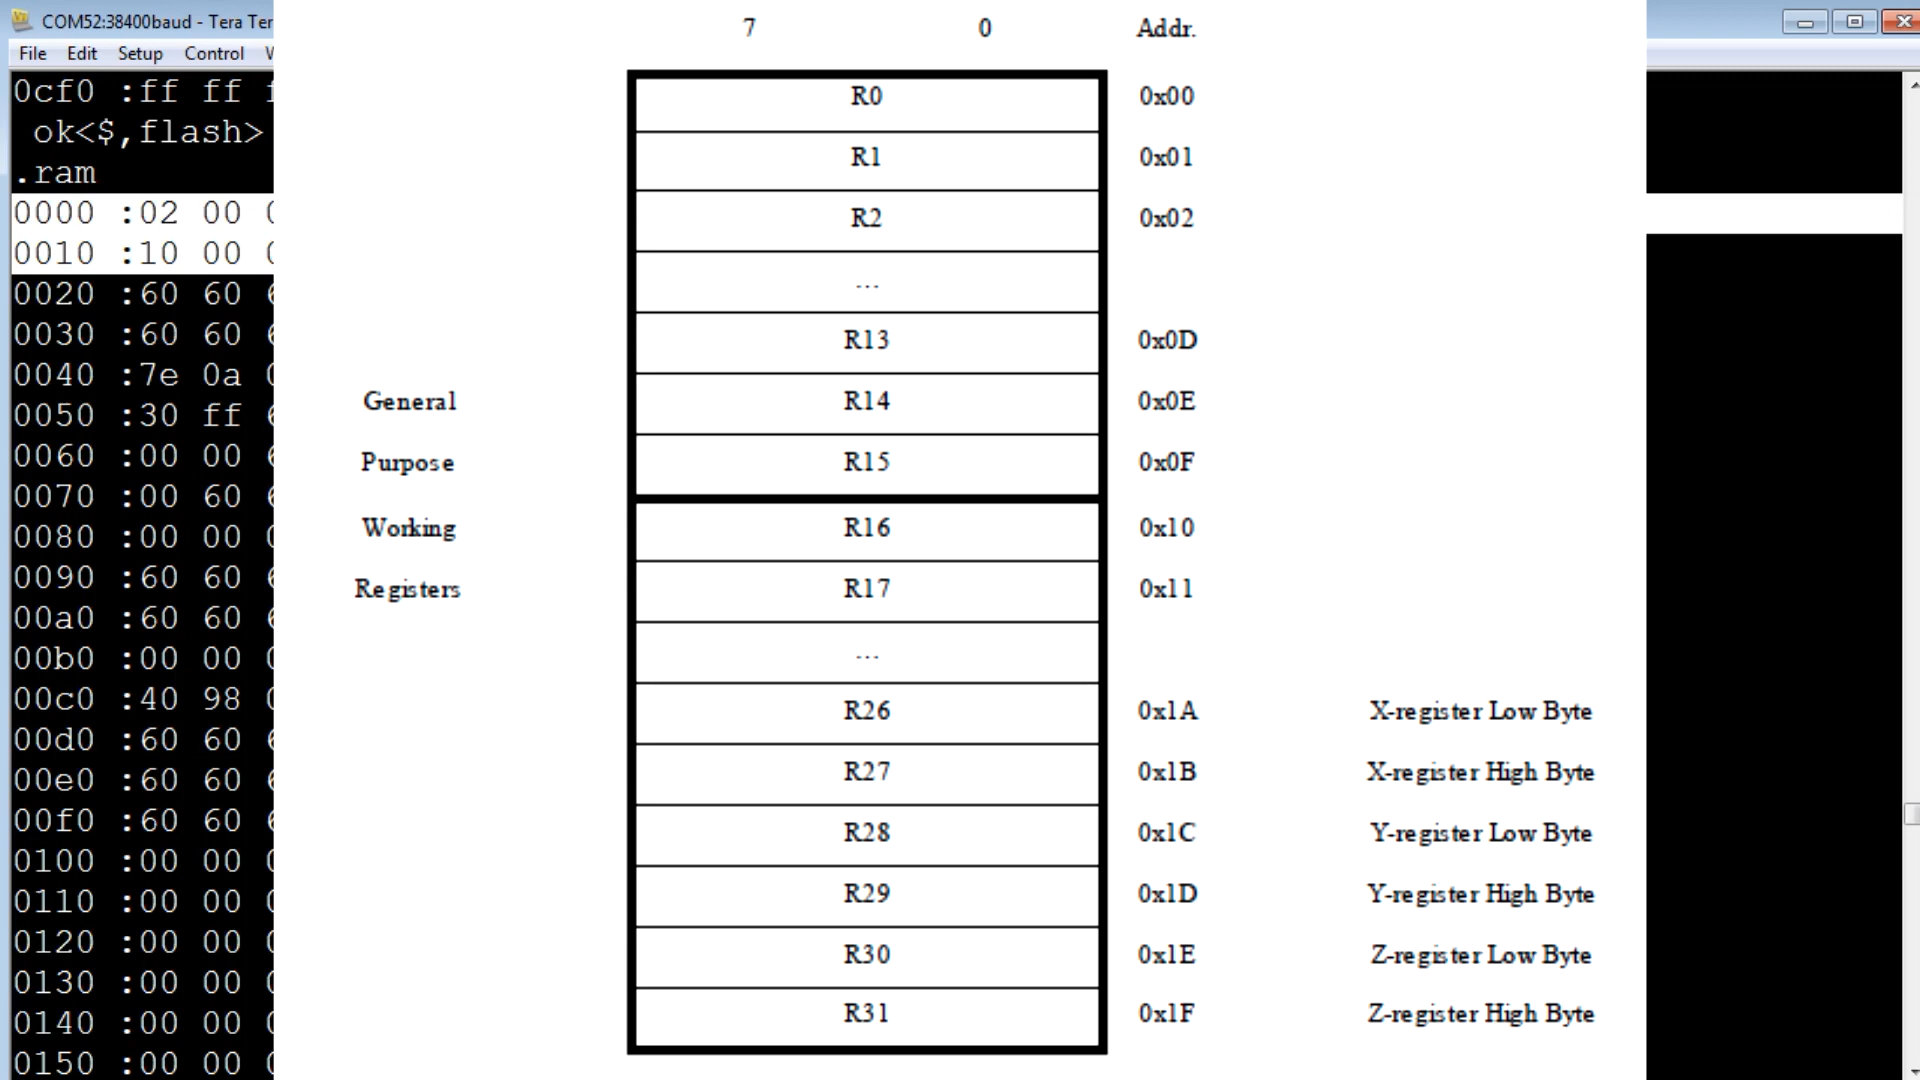 COM52:38400baud - Tera Ter
File Edit Setup Control
0cf0 :ff ff
ok<$,flash>
.ram
0000 :02 00
0010 :10 00
0020 :60 60
0030 :60 60
0040 :7e 0a
0050 :30 ff
0060 :00 00
0070 :00 60
0080 :00 00
0090 :60 60
00a0 :60 60
00b0 :00 00
00c0 :40 98
00d0 :60 60
00e0 :60 60
00f0 :60 60
0100 :00 00
0110 :00 00
0120 :00 00
0130 :00 00
0140 :00 00
0150 :00 00
7 0 Addr.
R0 0x00
R1 0x01
R2 0x02
...
R13 0x0D
General R14 0x0E
Purpose R15 0x0F
Working R16 0x10
Registers R17 0x11
...
R26 0x1A X-register Low Byte
R27 0x1B X-register High Byte
R28 0x1C Y-register Low Byte
R29 0x1D Y-register High Byte
R30 0x1E Z-register Low Byte
R31 0x1F Z-register High Byte